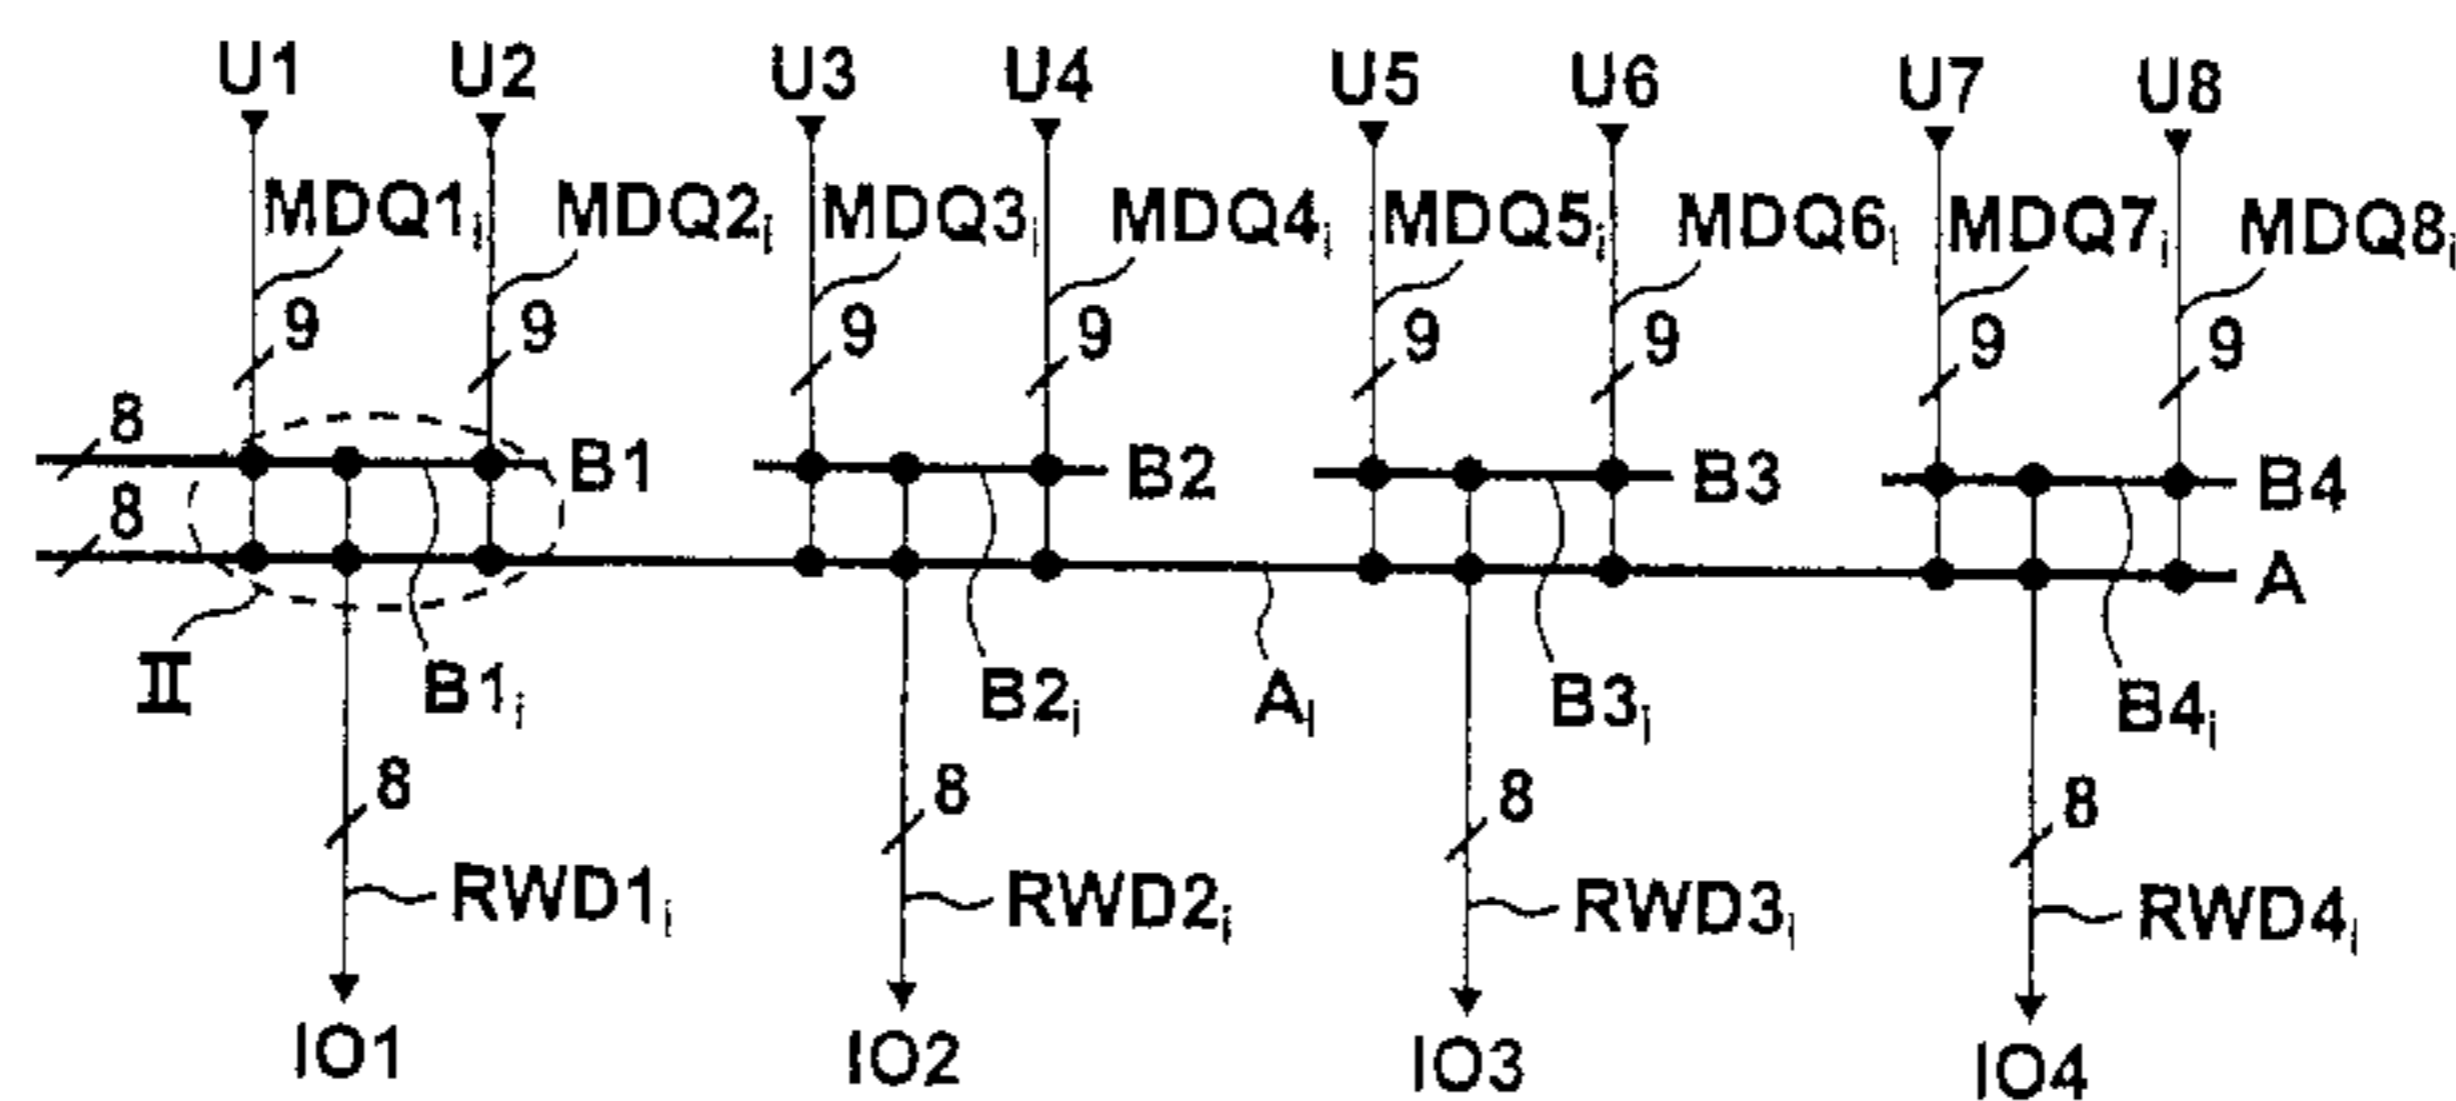 U1 U2 U3 U4 U5 U6 U7 U8
MDQ1i MDQ2i MDQ3i MDQ4i MDQ5i MDQ6i MDQ7i MDQ8i
9 9 9 9 9 9 9 9
8 B1 B2 B3 B4
8 A
II B1i B2i Ai B3i B4i
8 8 8 8
RWD1i RWD2i RWD3i RWD4i
IO1 IO2 IO3 IO4